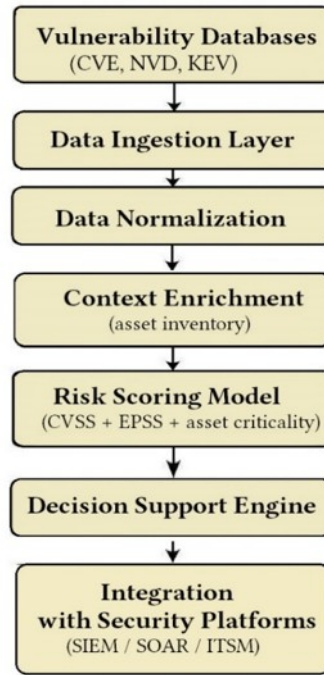 Vulnerability Databases
(CVE, NVD, KEV)
Data Ingestion Layer
Data Normalization
Context Enrichment
(asset inventory)
Risk Scoring Model
(CVSS + EPSS + asset criticality)
Decision Support Engine
Integration
with Security Platforms
(SIEM / SOAR / ITSM)